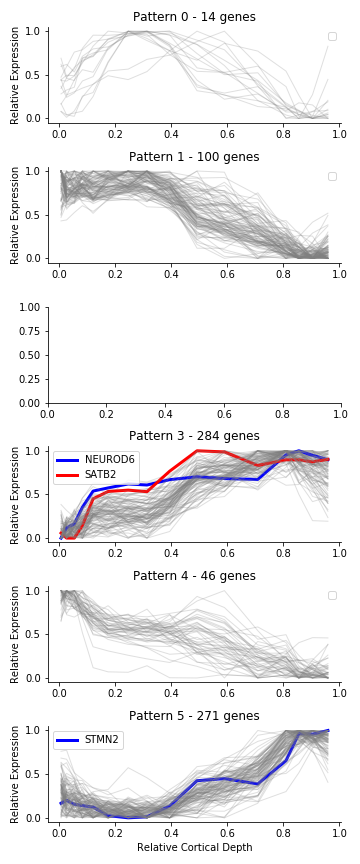 Pattern 0 - 14 genes
Relative Expression
1.0
0.5
0.0
0.0 0.2 0.4 0.6 0.8 1.0
Pattern 1 - 100 genes
Relative Expression
1.0
0.5
0.0
0.0 0.2 0.4 0.6 0.8 1.0
1.00
0.75
0.50
0.25
0.00
0.0 0.2 0.4 0.6 0.8 1.0
Pattern 3 - 284 genes
Relative Expression
1.0
0.5
0.0
NEUROD6
SATB2
0.0 0.2 0.4 0.6 0.8 1.0
Pattern 4 - 46 genes
Relative Expression
1.0
0.5
0.0
0.0 0.2 0.4 0.6 0.8 1.0
Pattern 5 - 271 genes
Relative Expression
1.0
0.5
0.0
STMN2
0.0 0.2 0.4 0.6 0.8 1.0
Relative Cortical Depth